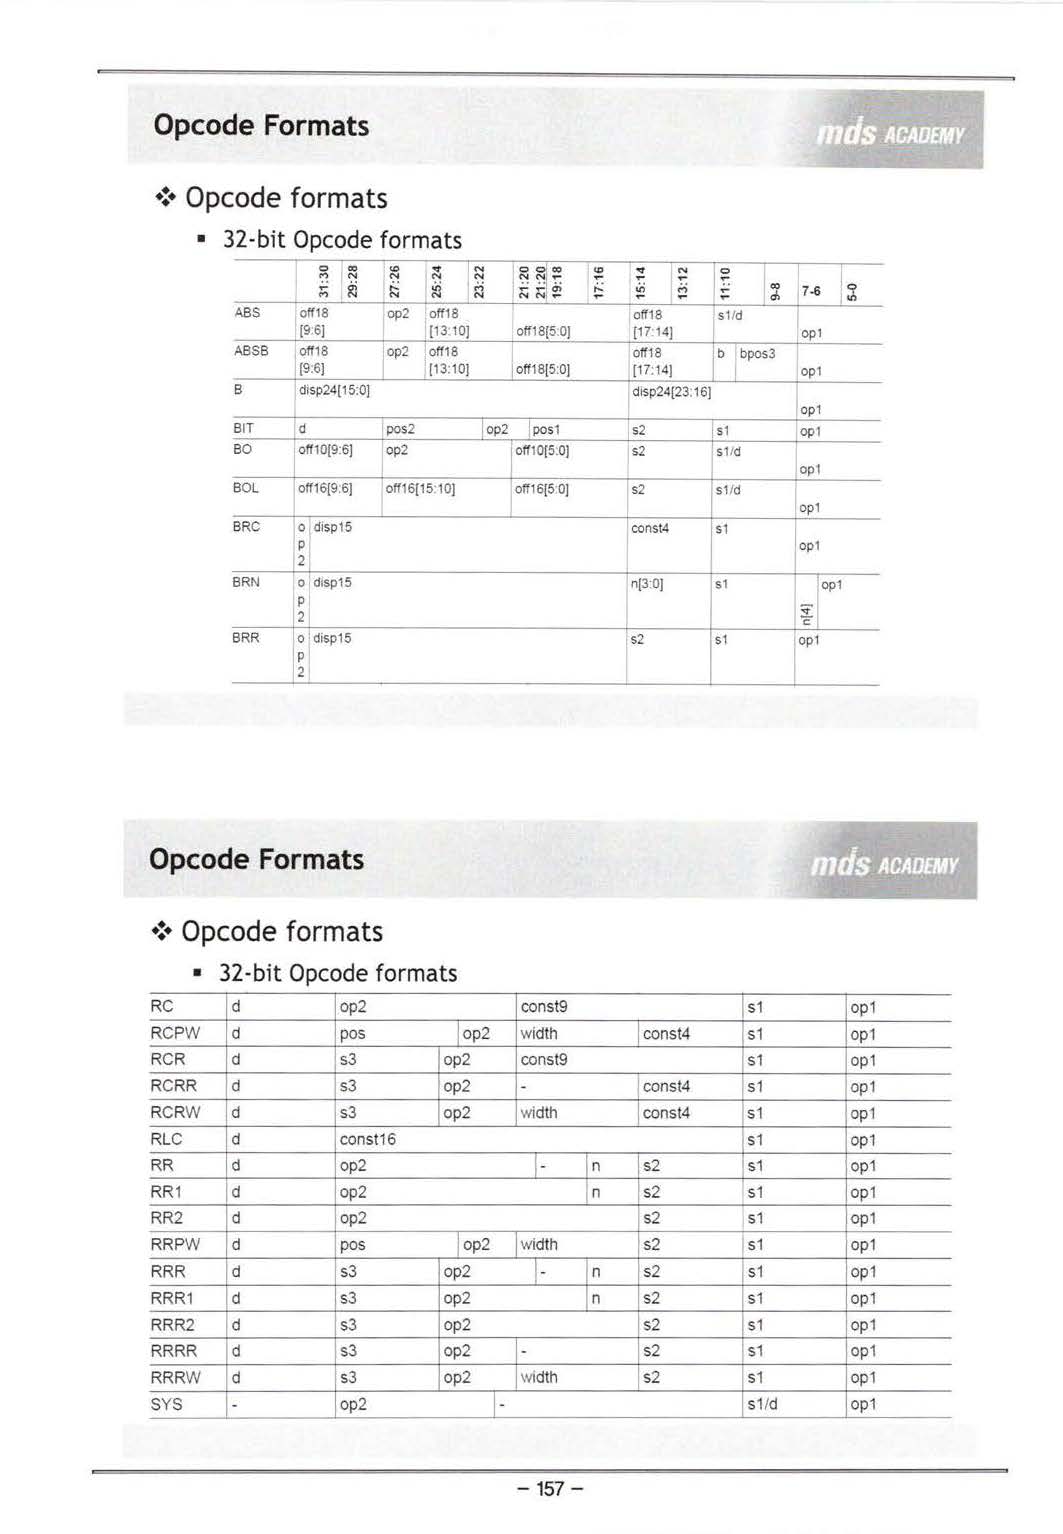 Opcode Formats
mds ACADEMY
❖ Opcode formats
▪ 32-bit Opcode formats
31:30 29:28 27:26 25:24 23:22 21:20 21:20 19:18 17:16 15:14 13:12 11:10 9-8 7-6 5-0
ABS off18 [9:6] op2 off18 [13:10] off18[5:0] off18 [17:14] s1/d op1
ABSB off18 [9:6] op2 off18 [13:10] off18[5:0] off18 [17:14] b bpos3 op1
B disp24[15:0] disp24[23:16] op1
BIT d pos2 op2 pos1 s2 s1 op1
BO off10[9:6] op2 off10[5:0] s2 s1/d op1
BOL off16[9:6] off16[15:10] off16[5:0] s2 s1/d op1
BRC op2 disp15 const4 s1 op1
BRN op2 disp15 n[3:0] s1 n[4] op1
BRR op2 disp15 s2 s1 op1
Opcode Formats
mds ACADEMY
❖ Opcode formats
▪ 32-bit Opcode formats
RC d op2 const9 s1 op1
RCPW d pos op2 width const4 s1 op1
RCR d s3 op2 const9 s1 op1
RCRR d s3 op2 - const4 s1 op1
RCRW d s3 op2 width const4 s1 op1
RLC d const16 s1 op1
RR d op2 - n s2 s1 op1
RR1 d op2 n s2 s1 op1
RR2 d op2 s2 s1 op1
RRPW d pos op2 width s2 s1 op1
RRR d s3 op2 - n s2 s1 op1
RRR1 d s3 op2 n s2 s1 op1
RRR2 d s3 op2 s2 s1 op1
RRRR d s3 op2 - s2 s1 op1
RRRW d s3 op2 width s2 s1 op1
SYS - op2 - s1/d op1
- 157 -